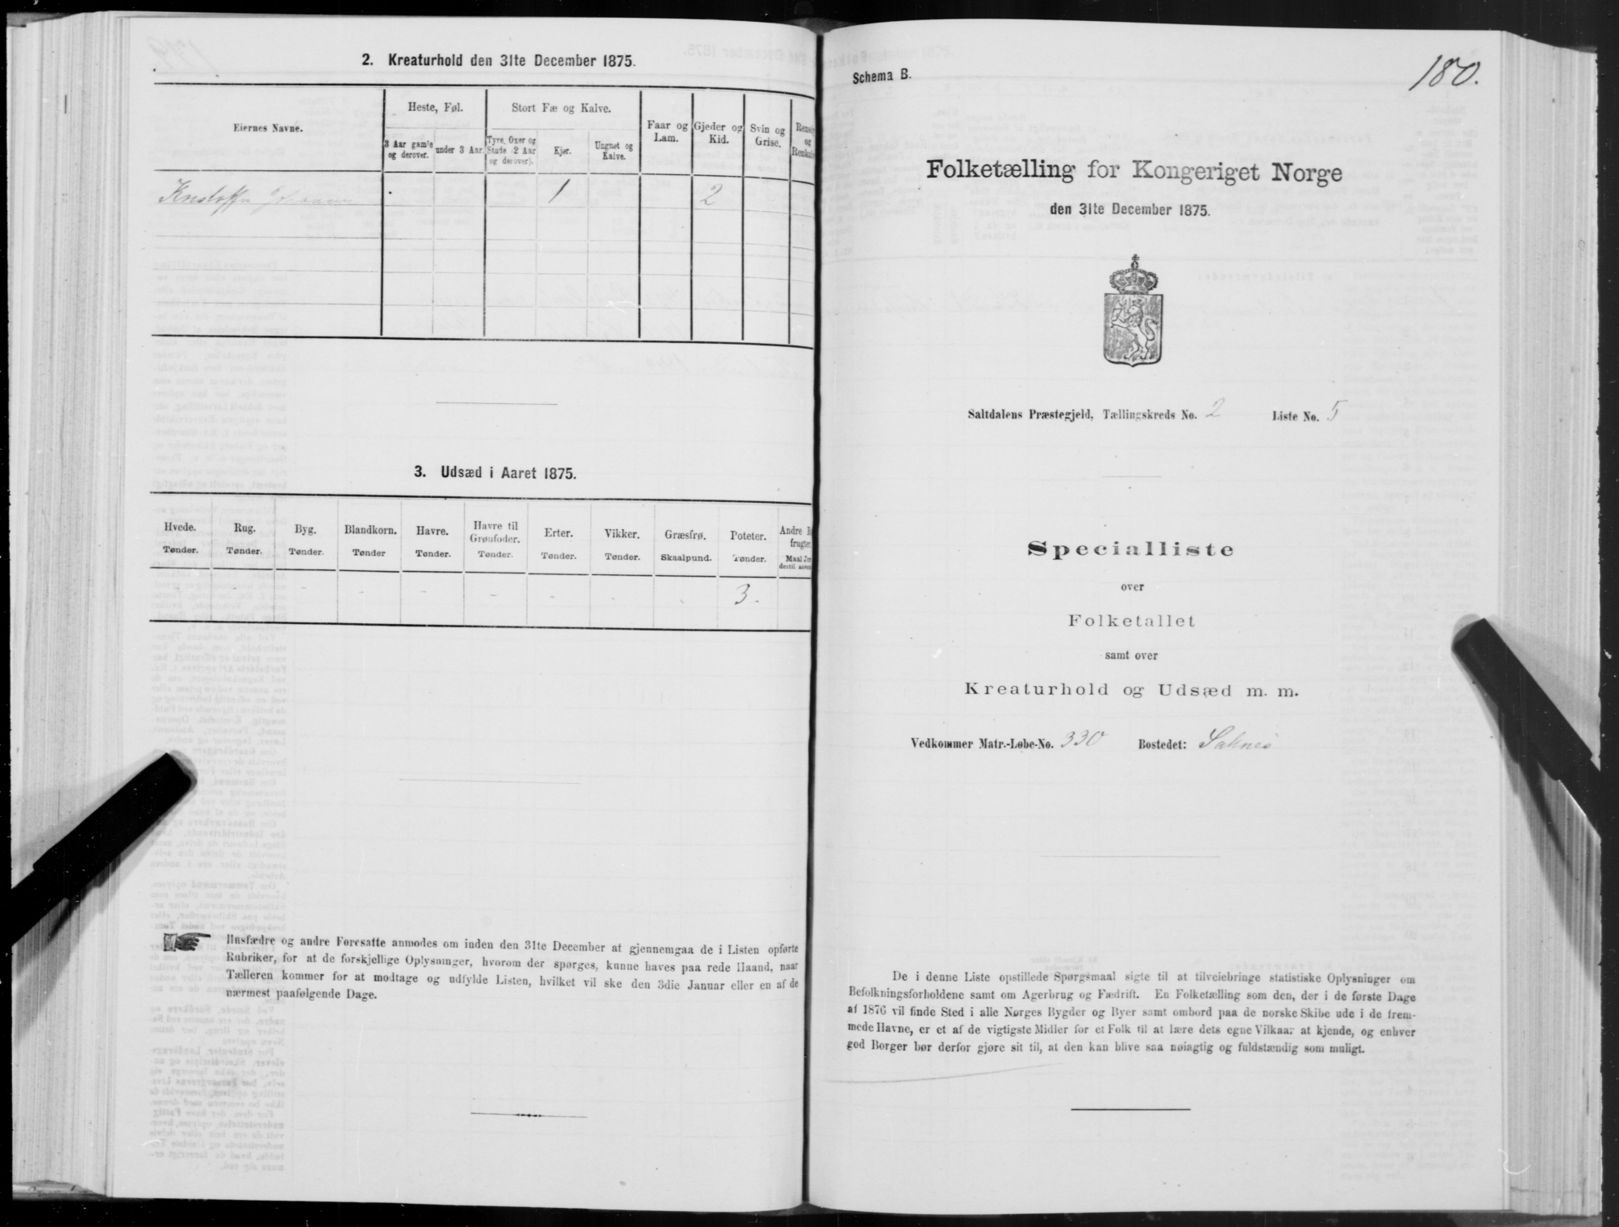 2. Kreaturhold den 31te December 1875.
Eiernes Navne.
Heste, Føl.
Stort Fæ og Kalve.
Faar og Lam.
Gjeder og Kid.
Svin og Grise.
3 Aar gamle og derover.
under 3 Aar.
Tyre, Oxer og Stude (2 Aar og derover).
Kjør.
Ungnøt og Kalve.
1 2
3. Udsæd i Aaret 1875.
Hvede. Rug. Byg. Blandkorn. Havre. Havre til Grønfoder. Erter. Vikker. Græsfrø. Poteter. Andre
Tønder. Tønder. Tønder. Tønder Tønder. Tønder. Tønder. Tønder. Skaalpund. Tønder.
- - - - - - - 3.
Husfædre og andre Foresatte anmodes om inden den 31te December at gjennemgaa de i Listen opførte
Rubriker, for at de forskjellige Oplysninger, hvorom der spørges, kunne haves paa rede Haand, naar
Tælleren kommer for at modtage og udfylde Listen, hvilket vil ske den 3die Januar eller en af de
nærmest paafølgende Dage.
Schema B.
180.
Folketælling for Kongeriget Norge
den 31te December 1875.
Saltdalens Præstegjeld, Tællingskreds No. 2 Liste No. 5
Specialliste
over
Folketallet
samt over
Kreaturhold og Udsæd m. m.
Vedkommer Matr.-Løbe-No. 330 Bostedet: Saknes
De i denne Liste opstillede Spørgsmaal sigte til at tilveiebringe statistiske Oplysninger om
Befolkningsforholdene samt om Agerbrug og Fædrift. En Folketælling som den, der i de første Dage
af 1876 vil finde Sted i alle Norges Bygder og Byer samt ombord paa de norske Skibe ude i de frem-
mede Havne, er et af de vigtigste Midler for et Folk til at lære dets egne Vilkaar at kjende, og enhver
god Borger bør derfor gjøre sit til, at den kan blive saa nøiagtig og fuldstændig som muligt.